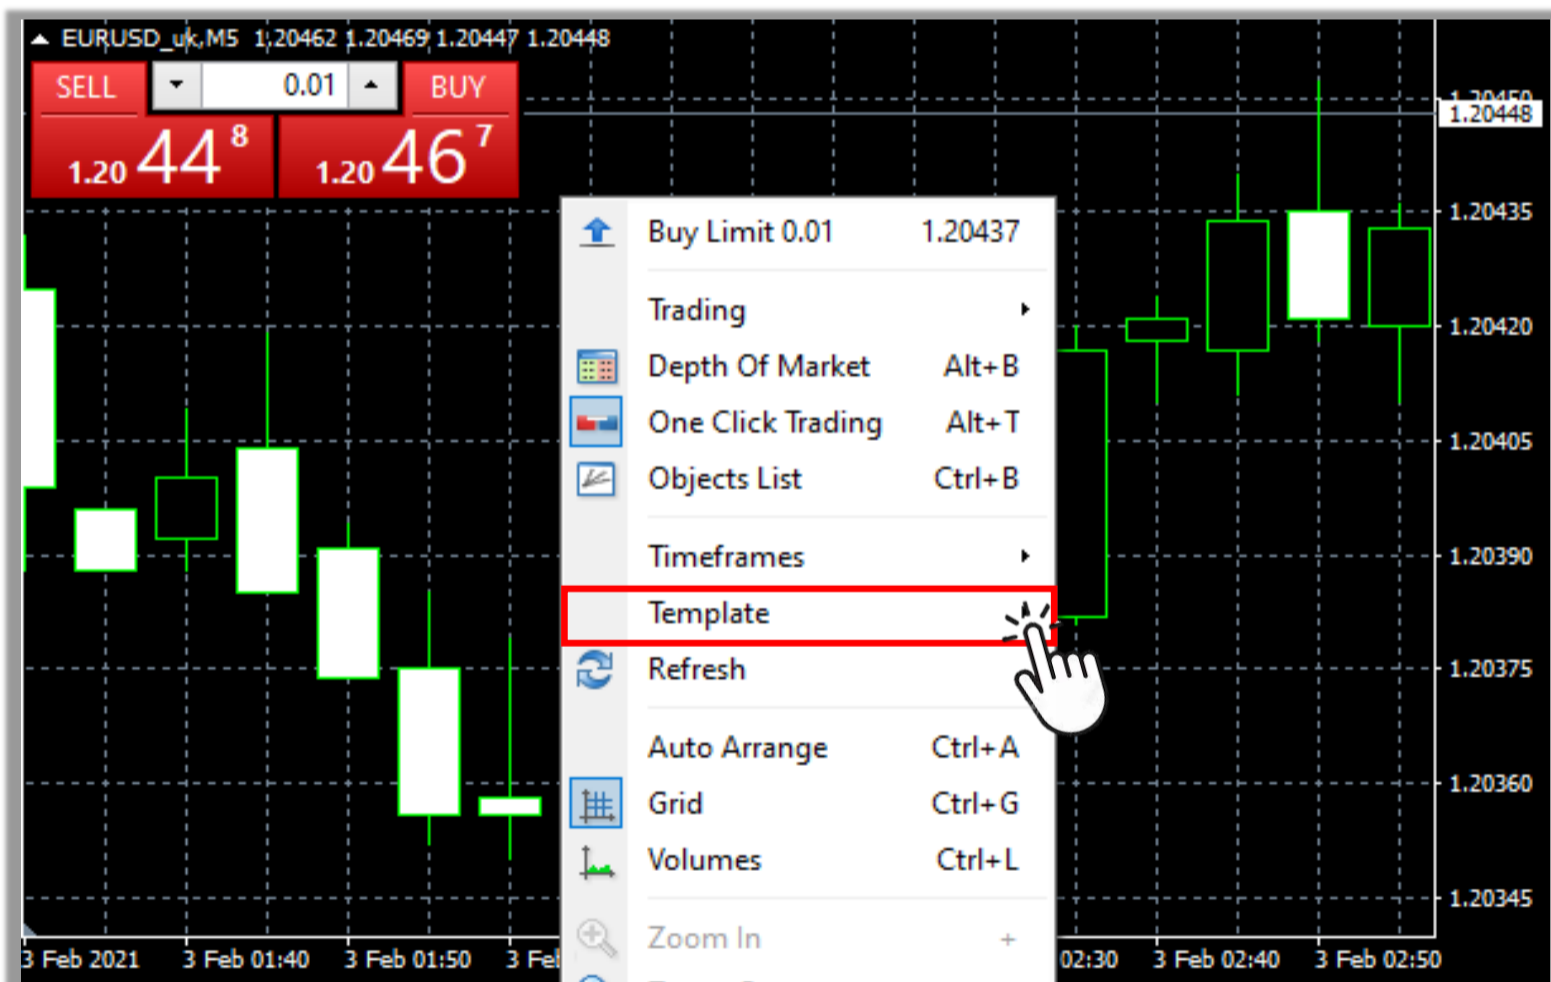 EURUSD_uk,M5 1.20462 1.20469 1.20447 1.20448
SELL 0.01 BUY
1.20 44 8 1.20 46 7
1.20450
1.20448
1.20435
1.20420
1.20405
1.20390
1.20375
1.20360
1.20345
Buy Limit 0.01 1.20437
Trading
Depth Of Market Alt+B
One Click Trading Alt+T
Objects List Ctrl+B
Timeframes
Template
Refresh
Auto Arrange Ctrl+A
Grid Ctrl+G
Volumes Ctrl+L
Zoom In +
3 Feb 2021 3 Feb 01:40 3 Feb 01:50 3 Fe 02:30 3 Feb 02:40 3 Feb 02:50